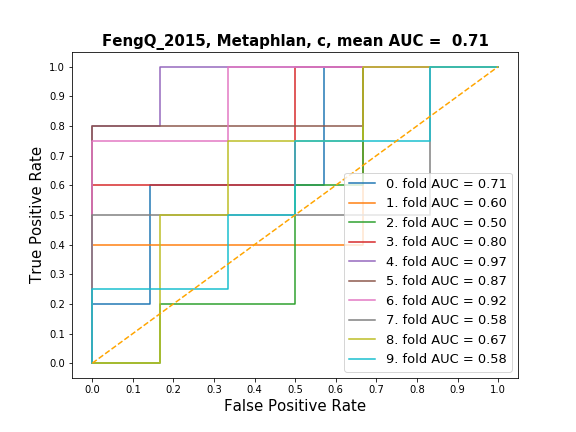 FengQ_2015, Metaphlan, c, mean AUC =  0.71
True Positive Rate
1.0
0.9
0.8
0.7
0.6
0.5
0.4
0.3
0.2
0.1
0.0
0. fold AUC = 0.71
1. fold AUC = 0.60
2. fold AUC = 0.50
3. fold AUC = 0.80
4. fold AUC = 0.97
5. fold AUC = 0.87
6. fold AUC = 0.92
7. fold AUC = 0.58
8. fold AUC = 0.67
9. fold AUC = 0.58
0.0 0.1 0.2 0.3 0.4 0.5 0.6 0.7 0.8 0.9 1.0
False Positive Rate